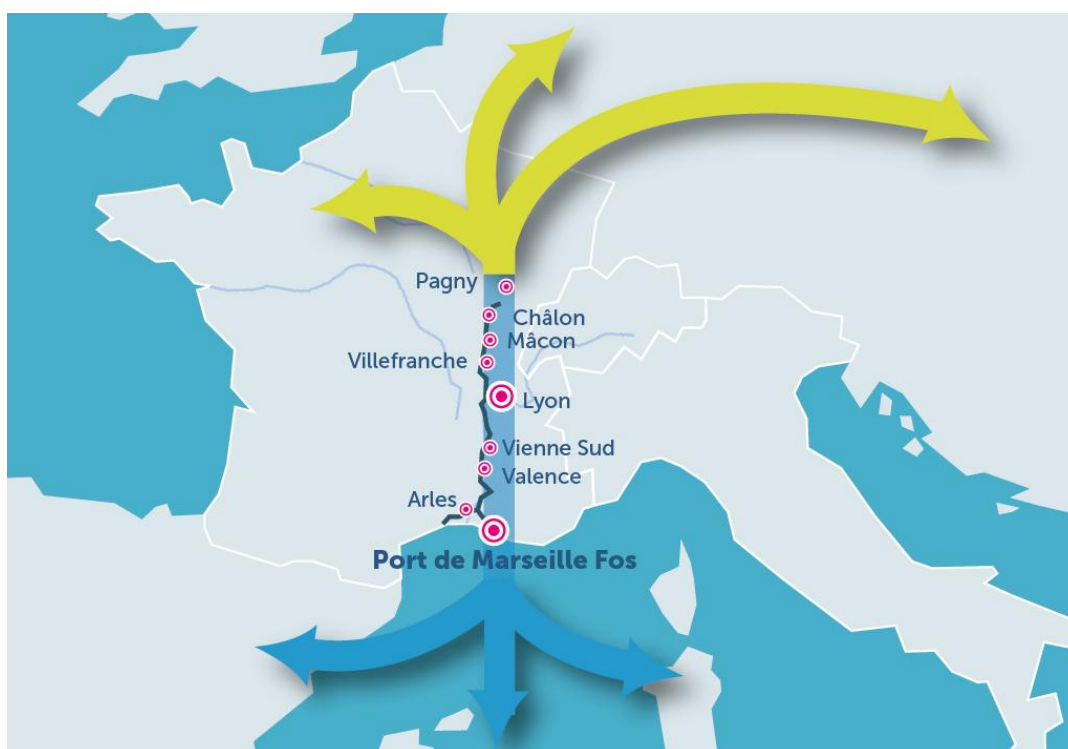 Pagny
Châlon
Mâcon
Villefranche
Lyon
Vienne Sud
Valence
Arles
Port de Marseille Fos